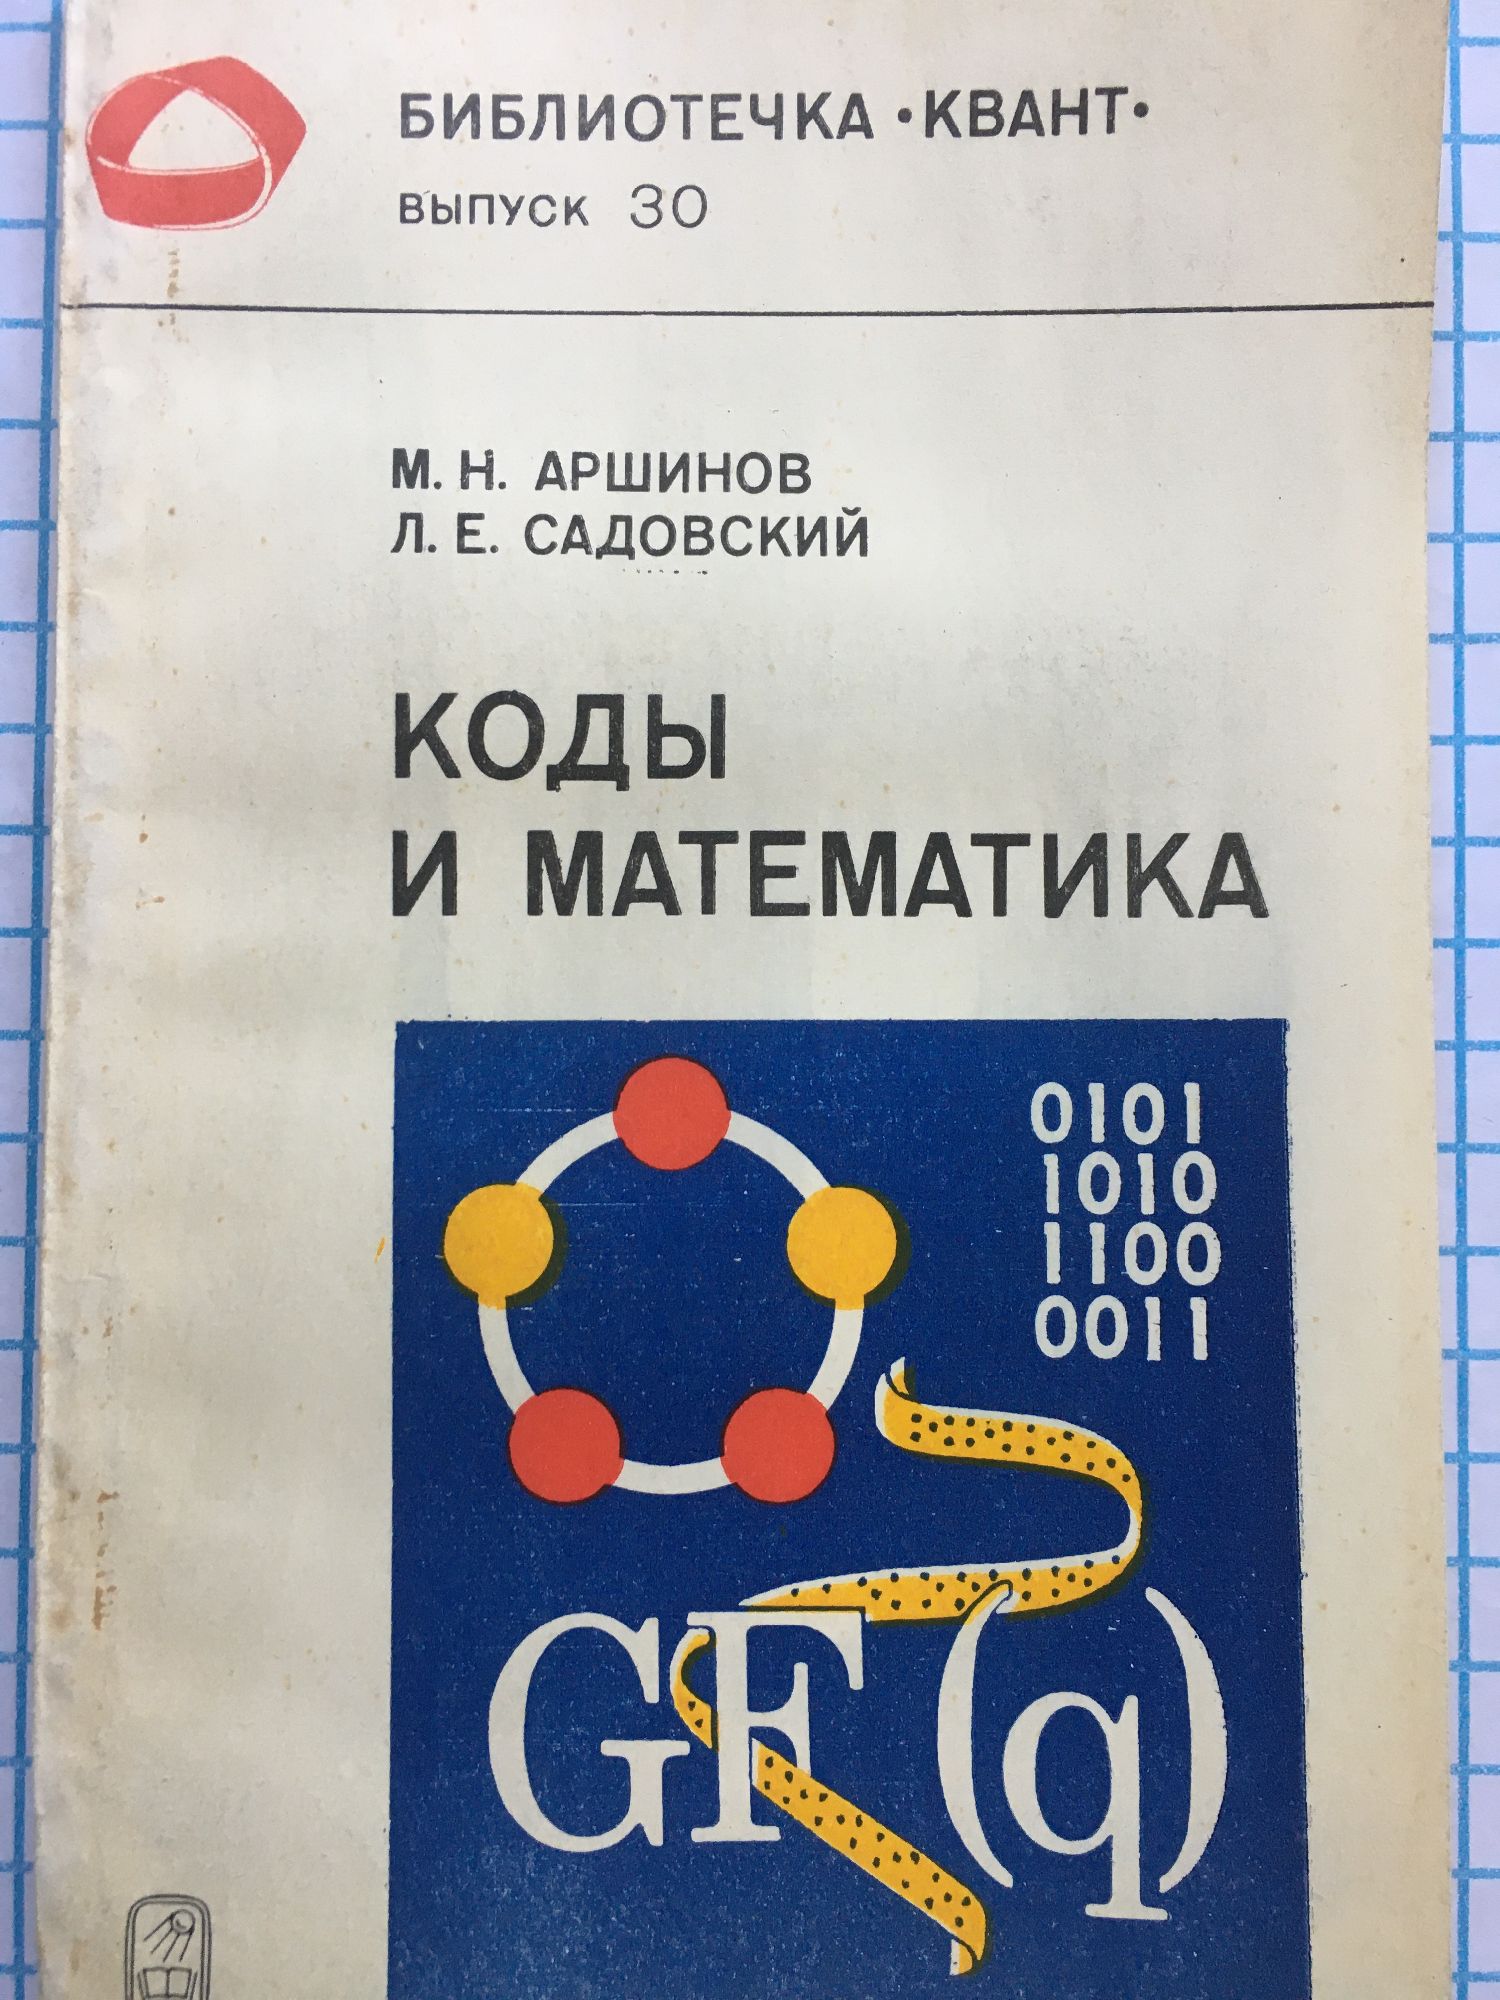 БИБЛИОТЕЧКА •КВАНТ•
ВЫПУСК 30
М. Н. АРШИНОВ
Л. Е. САДОВСКИЙ
КОДЫ
И МАТЕМАТИКА
0101
1010
1100
0011
GF(q)